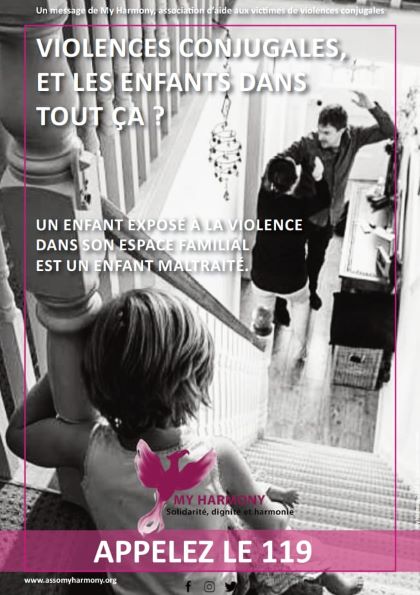 Un message de My Harmony, association d'aide aux victimes de violences conjugales
VIOLENCES CONJUGALES,
ET LES ENFANTS DANS
TOUT ÇA ?
UN ENFANT EXPOSÉ À LA VIOLENCE
DANS SON ESPACE FAMILIAL
EST UN ENFANT MALTRAITÉ.
MY HARMONY
Solidarité, dignité et harmonie
APPELEZ LE 119
www.assomyharmony.org